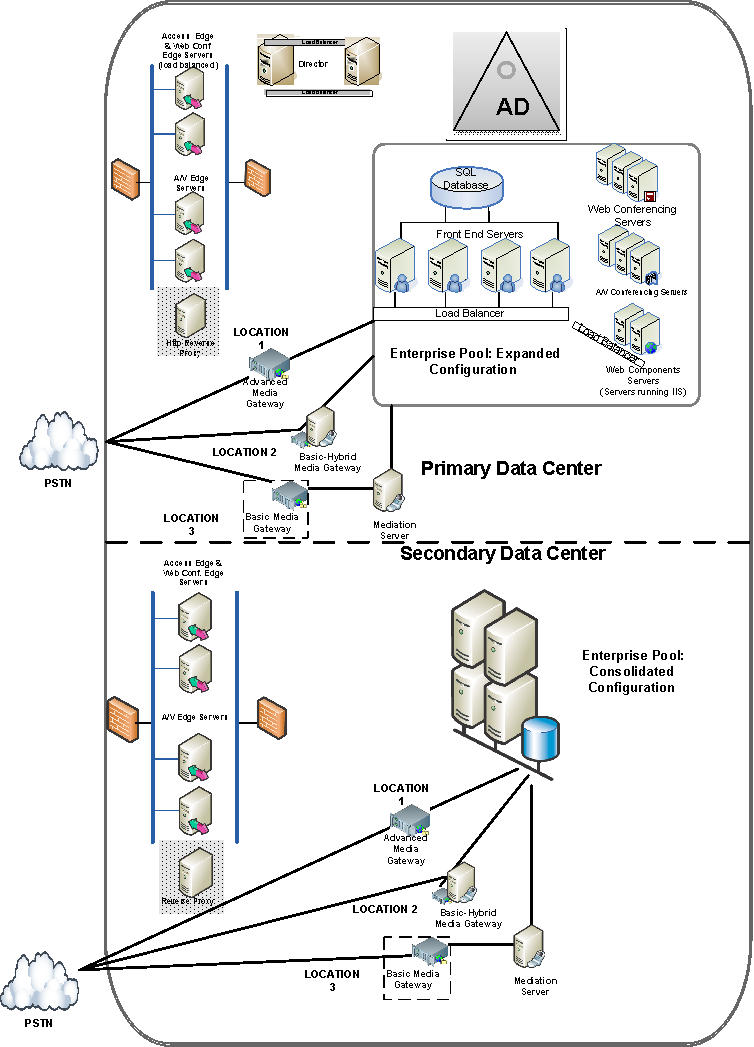 Access Edge
& Web Conf.
Edge Servers
(load balanced)
Load Balancer
Director
Load Balancer
AD
A/V Edge
Servers
Http Reverse
Proxy
SQL
Database
Front End Servers
Load Balancer
Enterprise Pool: Expanded
Configuration
Web Conferencing
Servers
A/V Conferencing Servers
Load Balancer
Web Components
Servers
(Servers running IIS)
LOCATION
1
Advanced
Media
Gateway
LOCATION 2
Basic-Hybrid
Media Gateway
PSTN
LOCATION
3
Basic Media
Gateway
Mediation
Server
Primary Data Center
Secondary Data Center
Access Edge &
Web Conf. Edge
Servers
A/V Edge Servers
Reverse Proxy
Enterprise Pool:
Consolidated
Configuration
LOCATION
1
Advanced
Media
Gateway
LOCATION 2
Basic-Hybrid
Media Gateway
LOCATION
3
Basic Media
Gateway
Mediation
Server
PSTN